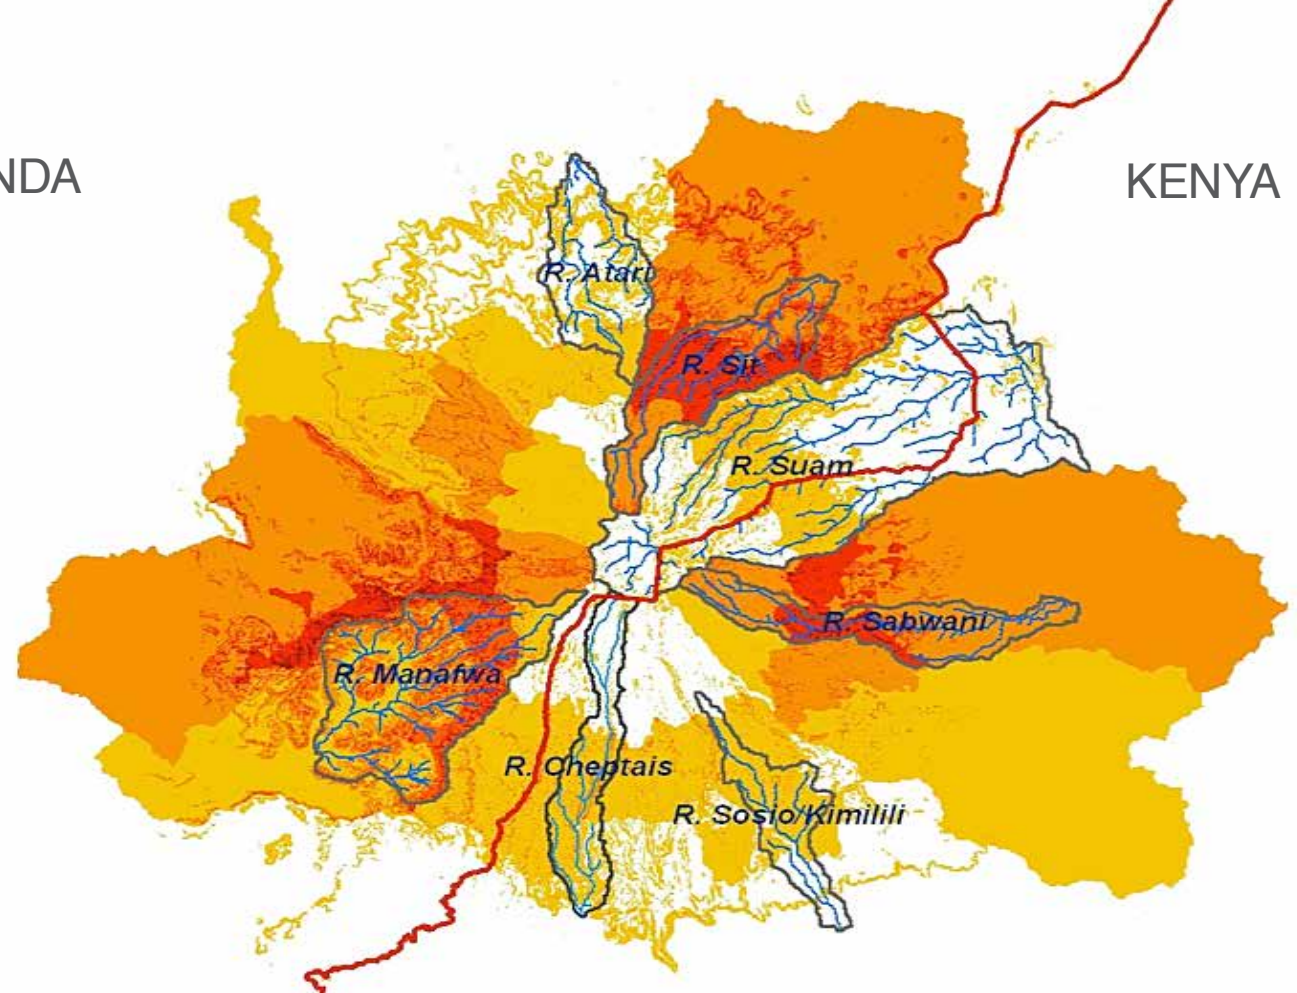 NDA
KENYA
R. Atari
R. Sit
R. Suam
R. Sabwani
R. Manafwa
R. Cheptais
R. Sosio/Kimilili